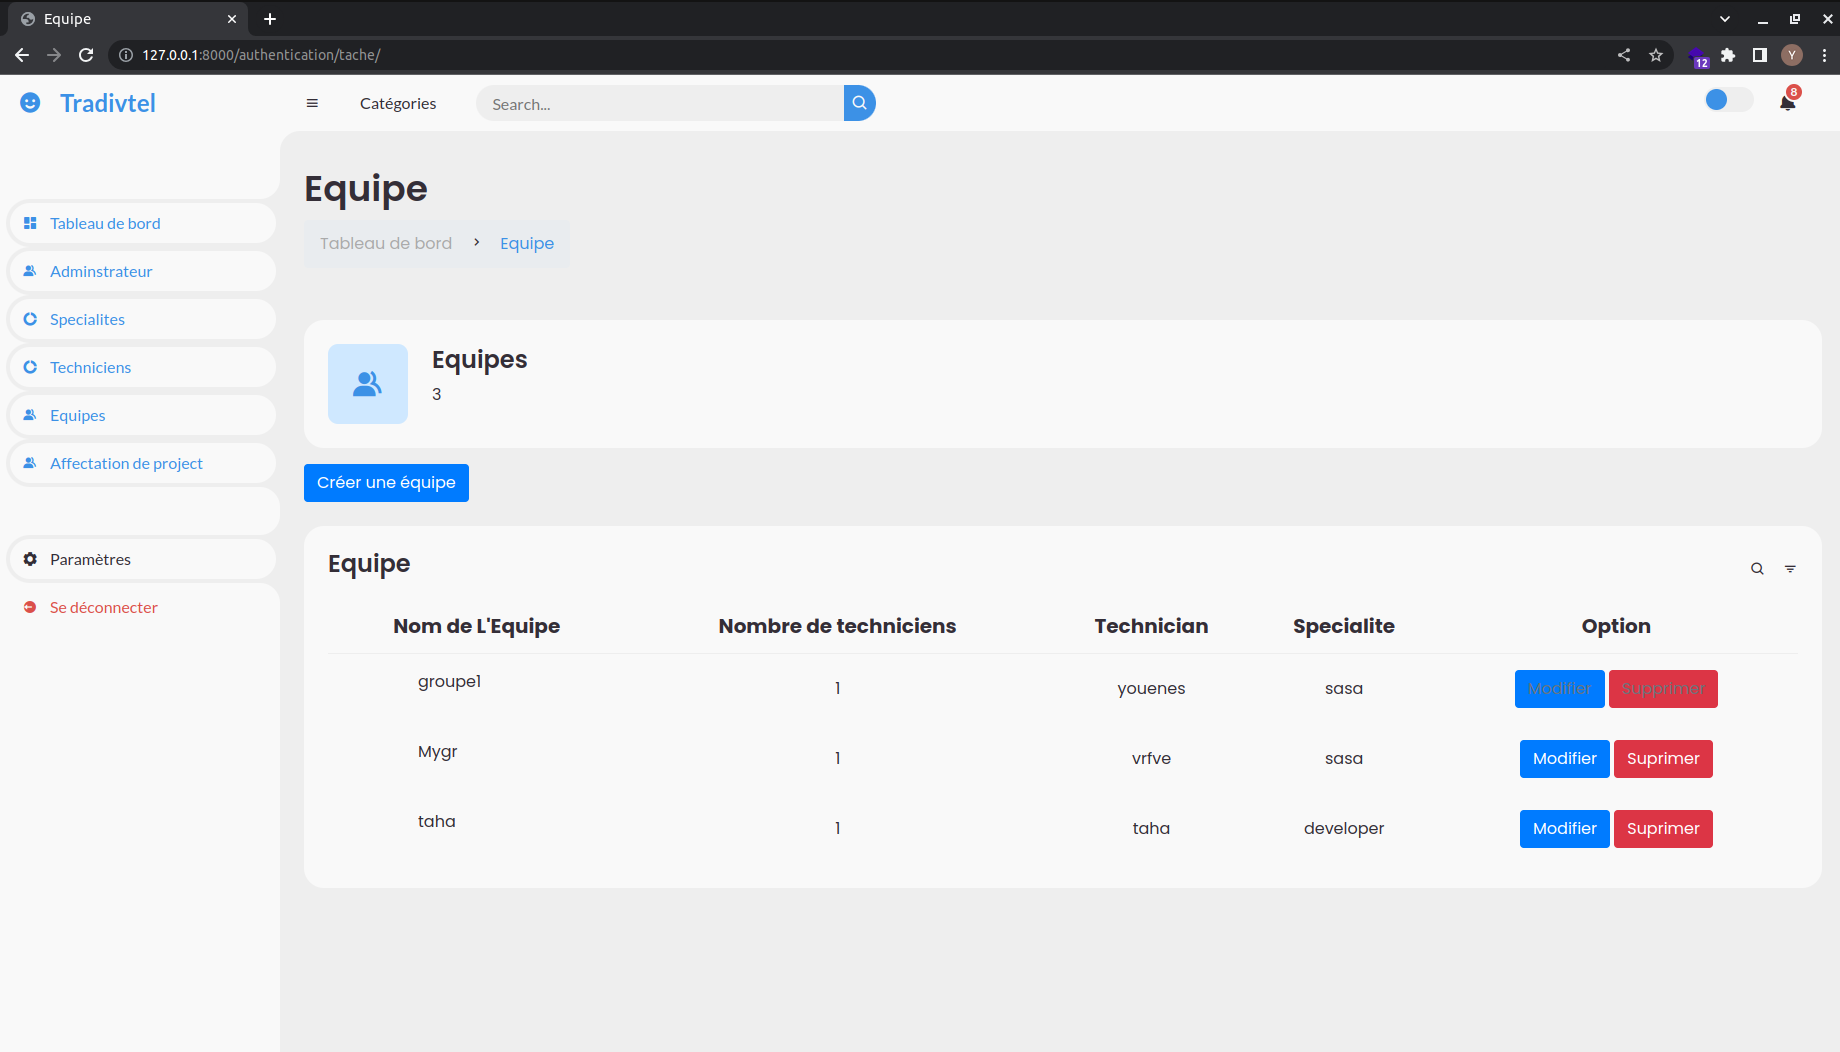 Equipe
127.0.0.1:8000/authentication/tache/
12
Y
Tradivtel
Catégories
Search...
8
Tableau de bord
Adminstrateur
Specialites
Techniciens
Equipes
Affectation de project
Paramètres
Se déconnecter
Equipe
Tableau de bord
Equipe
Equipes
3
Créer une équipe
Equipe
Nom de L'Equipe Nombre de techniciens Technician Specialite Option
groupe1 1 youenes sasa Modifier Supprimer
Mygr 1 vrfve sasa Modifier Suprimer
taha 1 taha developer Modifier Suprimer